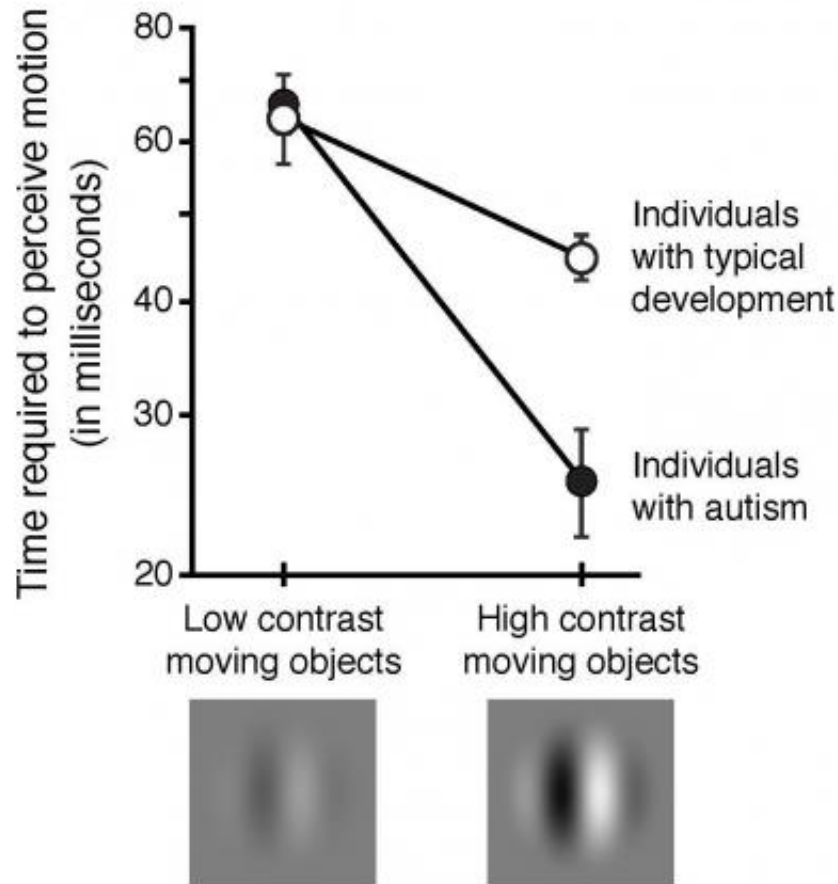 Time required to perceive motion
(in milliseconds)
80
60
40
30
20
Individuals
with typical
development
Individuals
with autism
Low contrast
moving objects
High contrast
moving objects